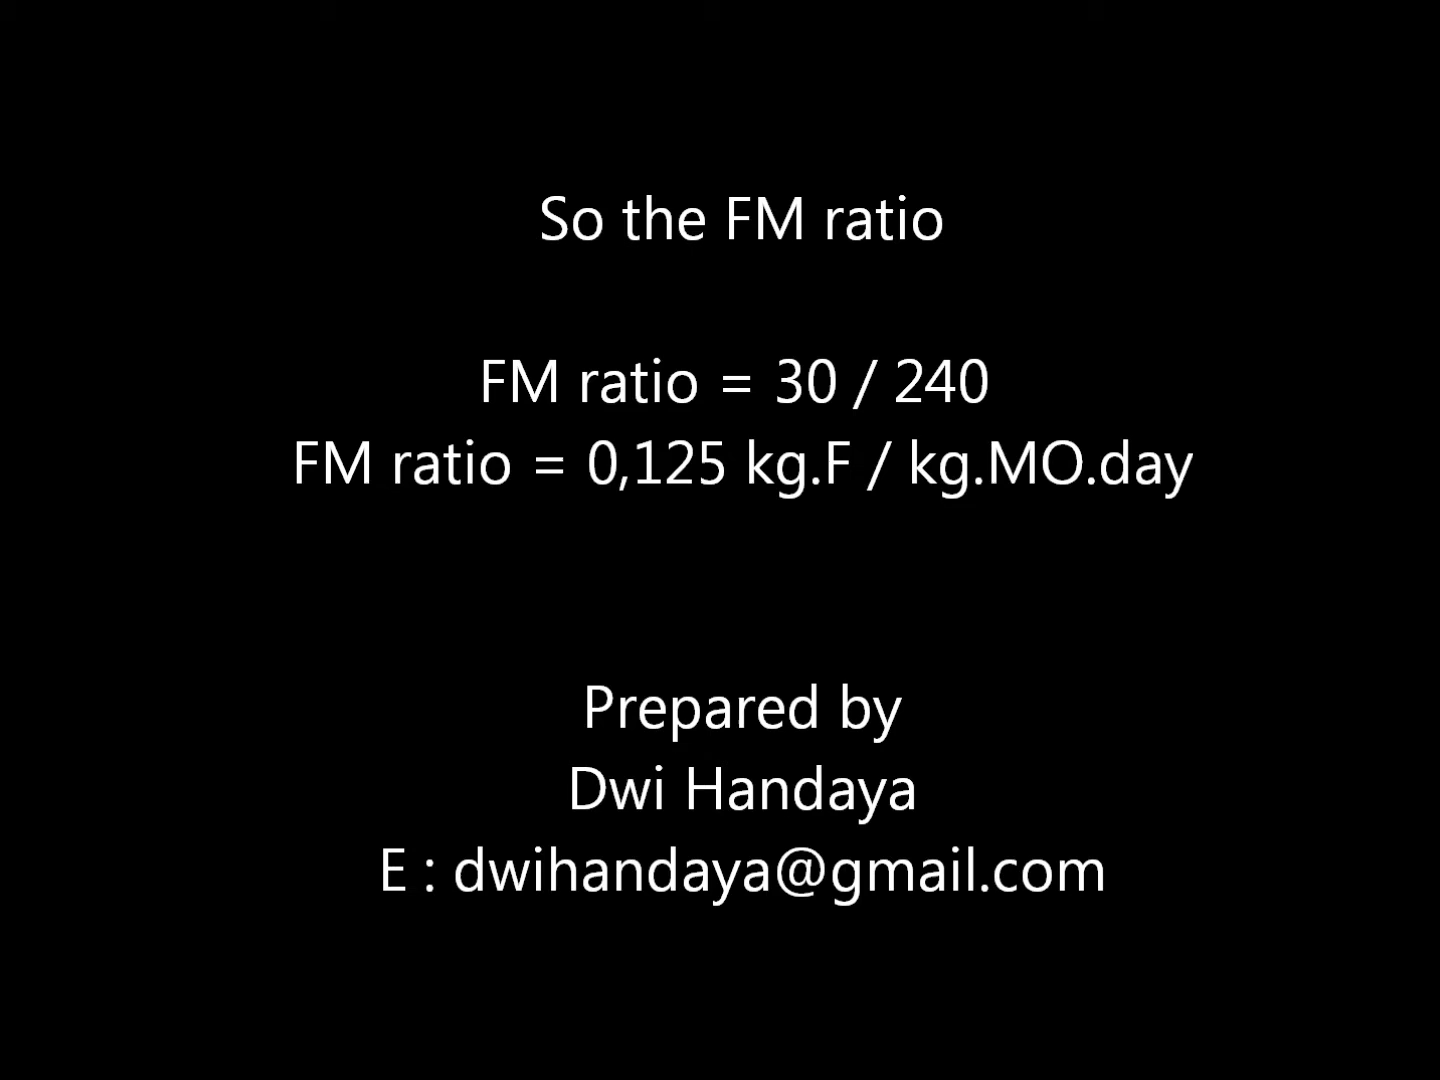 So the FM ratio
FM ratio = 30 / 240
FM ratio = 0,125 kg.F / kg.MO.day
Prepared by
Dwi Handaya
E : dwihandaya@gmail.com